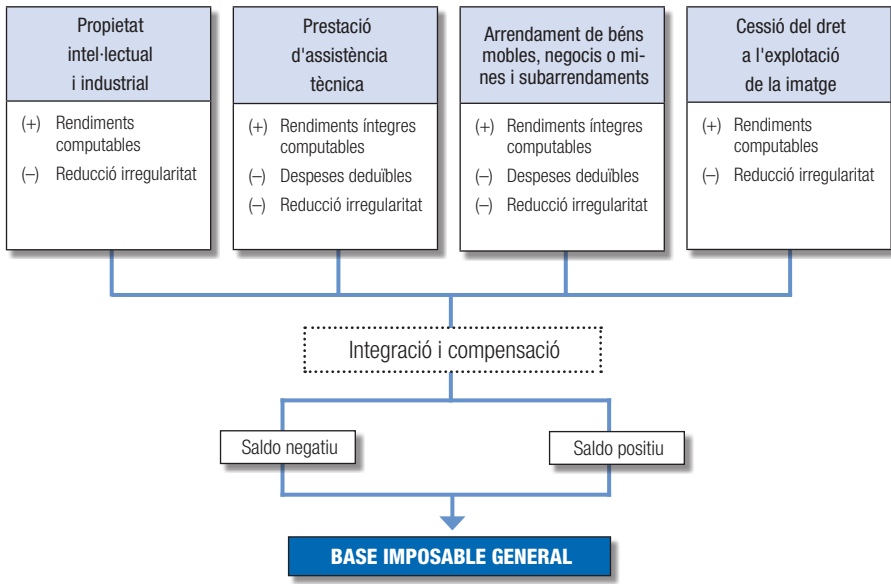 Propietat
intel·lectual
i industrial
(+) Rendiments
computables
(–) Reducció irregularitat
Prestació
d'assistència
tècnica
(+) Rendiments íntegres
computables
(–) Despeses deduïbles
(–) Reducció irregularitat
Arrendament de béns
mobles, negocis o mi-
nes i subarrendaments
(+) Rendiments íntegres
computables
(–) Despeses deduïbles
(–) Reducció irregularitat
Cessió del dret
a l'explotació
de la imatge
(+) Rendiments
computables
(–) Reducció irregularitat
Integració i compensació
Saldo negatiu
Saldo positiu
BASE IMPOSABLE GENERAL